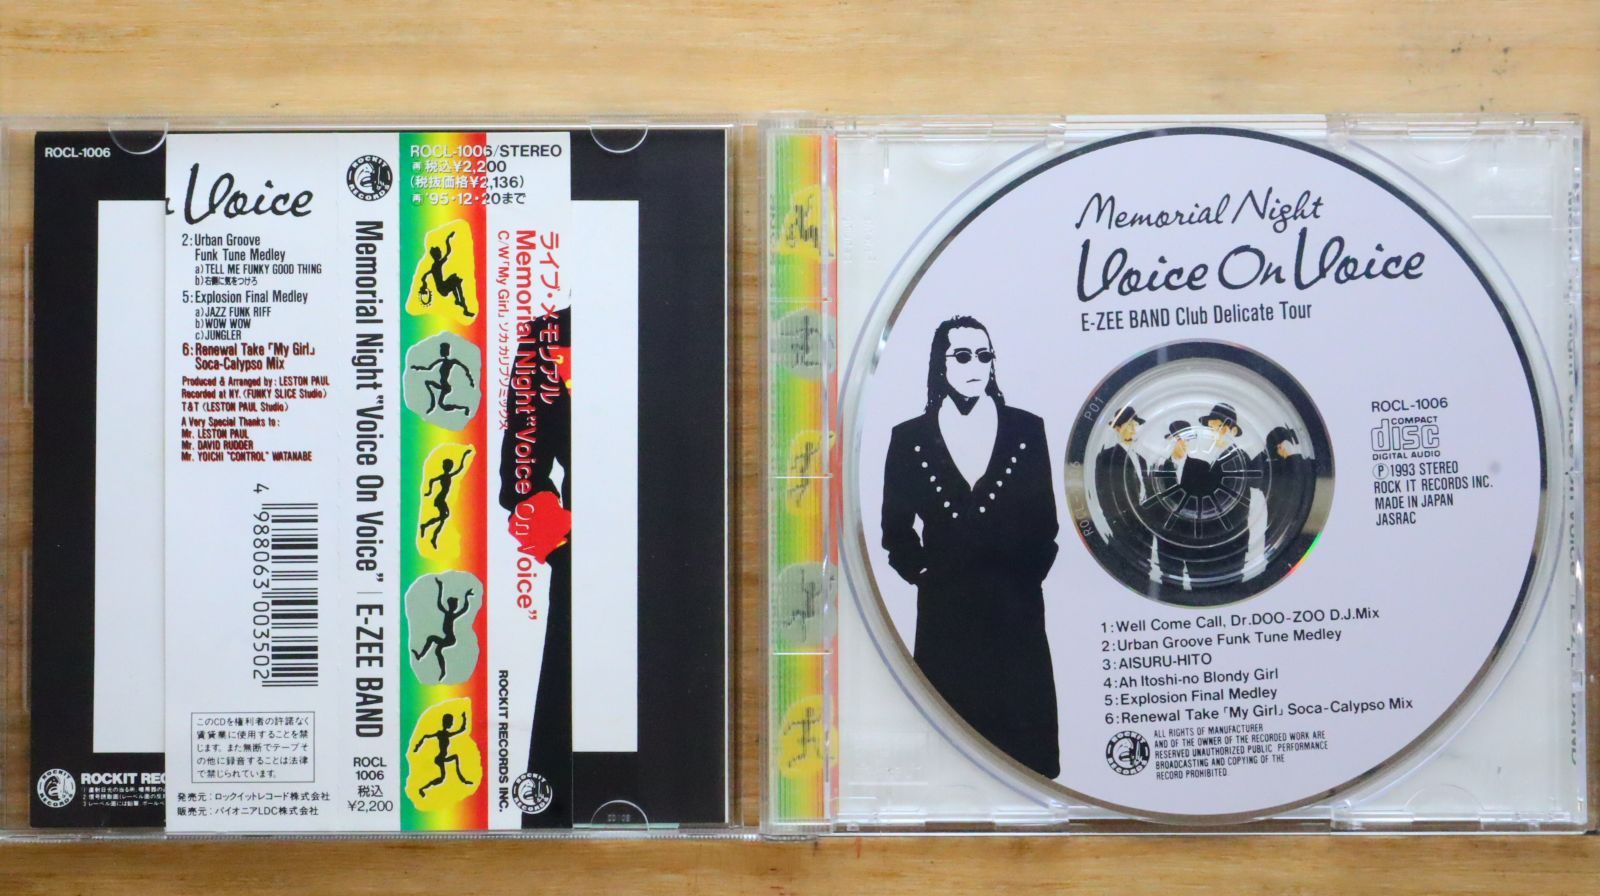 ROCL-1006
Voice
2:Urban Groove
Funk Tune Medley
a)TELL ME FUNKY GOOD THING
b)右側に気をつけろ
5:Explosion Final Medley
a)JAZZ FUNK RIFF
b)WOW WOW
c)JUNGLER
6:Renewal Take「My Girl」
Soca-Calypso Mix
Produced & Arranged by: LESTON PAUL
Recorded at NY.(FUNKY SLICE Studio)
T&T (LESTON PAUL Studio)
A Very Special Thanks to:
Mr. LESTON PAUL
Mr. DAVID RUDDER
Mr. YOICHI "CONTROL" WATANABE
4 988063 003502
このCDを権利者の許諾なく
賃貸業に使用することを禁
じます。また無断でテープそ
の他に録音することは法律
で禁じられています。
発売元:ロックイットレコード株式会社
販売元:パイオニアLDC株式会社
ROCKIT REC
ROCKIT RECORDS
Memorial Night "Voice On Voice" | E-ZEE BAND
ROCL
1006
税込
¥2,200
ROCL-1006/STEREO
再 税込¥2,200
(税抜価格¥2,136)
再 '95・12・20まで
ライブ・メモリアル
Memorial Night "Voice On Voice"
C/W「My Girl」ソカカリプソミックス
ROCKIT RECORDS INC.
ROCKIT RECORDS
Memorial Night
Voice On Voice
E-ZEE BAND Club Delicate Tour
ROCL-1006
COMPACT
disc
DIGITAL AUDIO
Ⓟ1993 STEREO
ROCK IT RECORDS INC.
MADE IN JAPAN
JASRAC
1:Well Come Call, Dr.DOO-ZOO D.J.Mix
2:Urban Groove Funk Tune Medley
3:AISURU-HITO
4:Ah Itoshi-no Blondy Girl
5:Explosion Final Medley
6:Renewal Take「My Girl」Soca-Calypso Mix
ROCKIT RECORDS
ALL RIGHTS OF MANUFACTURER
AND OF THE OWNER OF THE RECORDED WORK ARE
RESERVED UNAUTHORIZED PUBLIC PERFORMANCE
BROADCASTING AND COPYING OF THE
RECORD PROHIBITED.